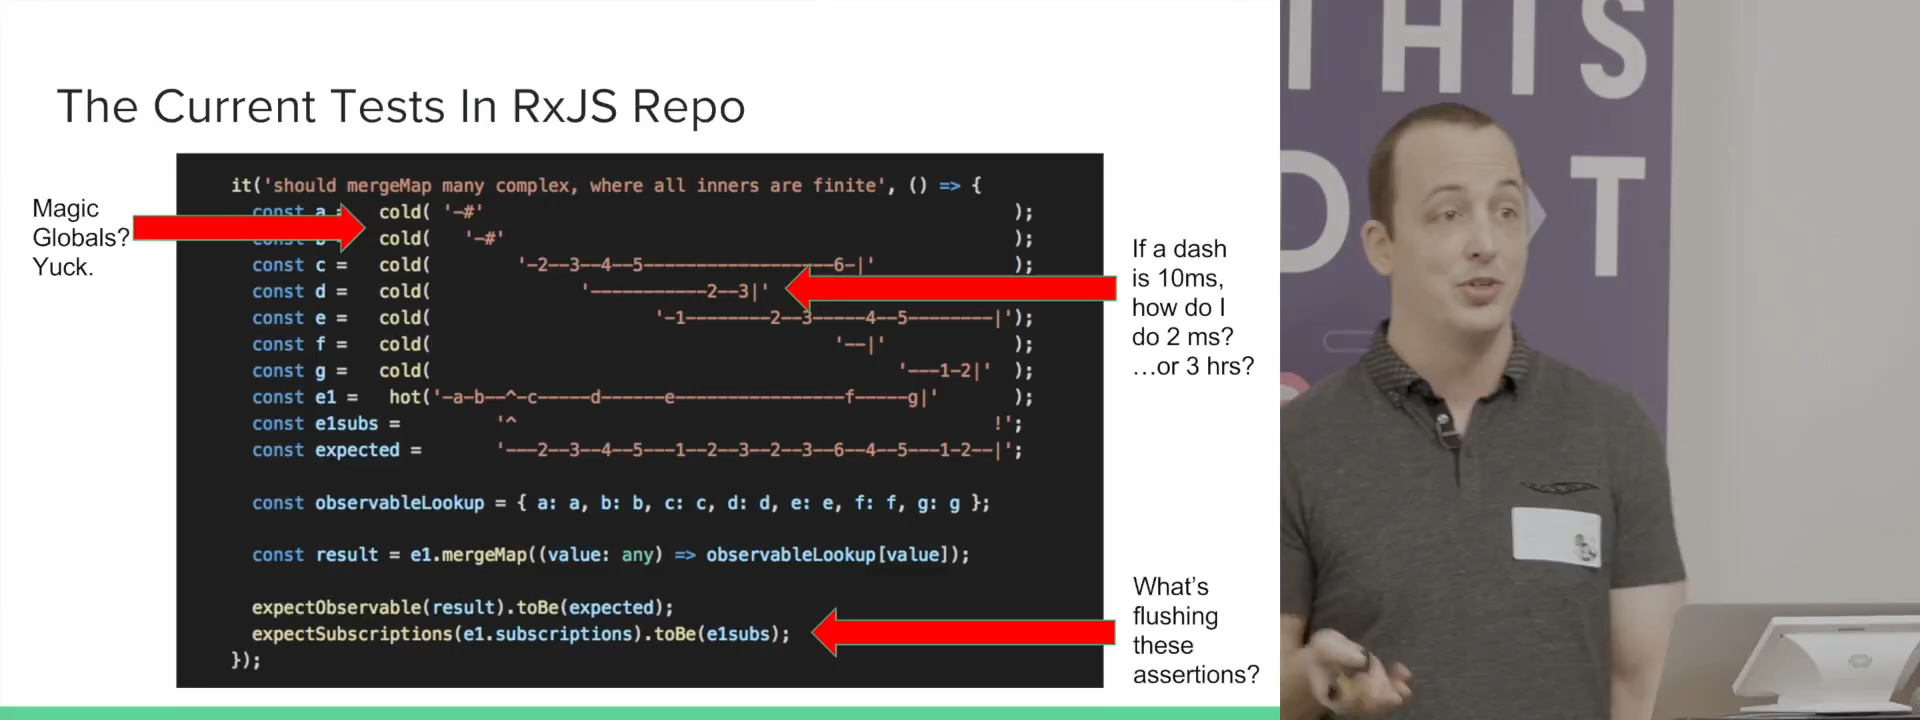 The Current Tests In RxJS Repo
Magic
Globals?
Yuck.
it('should mergeMap many complex, where all inners are finite', () => {
const a =   cold( '-#'                                                  );
cold(   '-#'                                                );
const c =   cold(        '-2--3--4--5------------------6-|'             );
const d =   cold(              '-----------2--3|'                       );
const e =   cold(                     '-1--------2--3-----4--5--------|');
const f =   cold(                                      '--|'            );
const g =   cold(                                            '---1-2|'  );
const e1 =   hot('-a-b--^-c-----d------e----------------f-----g|'       );
const e1subs =         '^                                             !';
const expected =       '---2--3--4--5---1--2--3--2--3--6--4--5---1-2--|';
const observableLookup = { a: a, b: b, c: c, d: d, e: e, f: f, g: g };
const result = e1.mergeMap((value: any) => observableLookup[value]);
expectObservable(result).toBe(expected);
expectSubscriptions(e1.subscriptions).toBe(e1subs);
});
If a dash
is 10ms,
how do I
do 2 ms?
…or 3 hrs?
What's
flushing
these
assertions?
THIS
D T